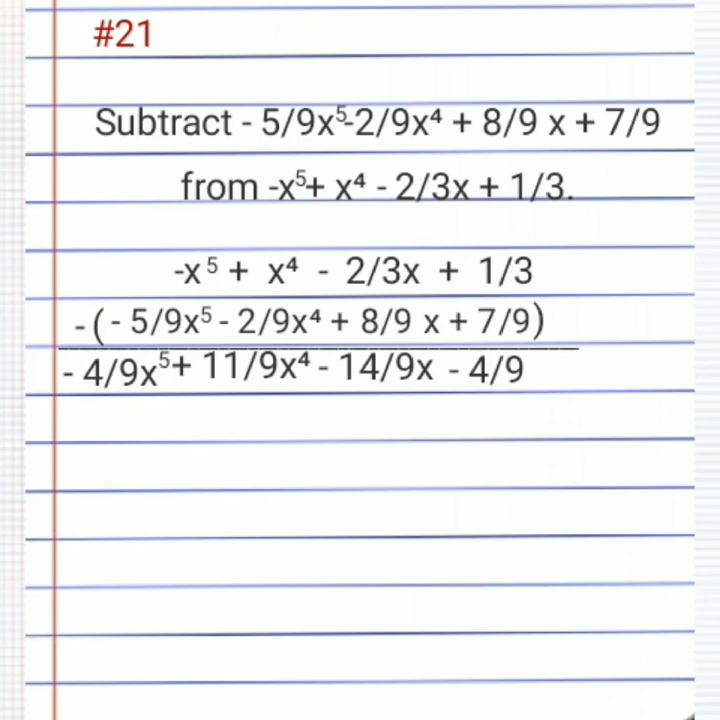 #21
Subtract - 5/9x⁵-2/9x⁴ + 8/9 x + 7/9
from -x⁵+ x⁴ - 2/3x + 1/3.
-x⁵ + x⁴ - 2/3x + 1/3
-(- 5/9x⁵ - 2/9x⁴ + 8/9 x + 7/9)
- 4/9x⁵+ 11/9x⁴ - 14/9x - 4/9